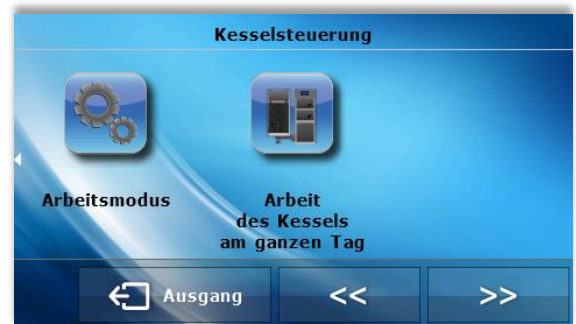 Kesselsteuerung
Arbeitsmodus
Arbeit
des Kessels
am ganzen Tag
Ausgang
<<
>>